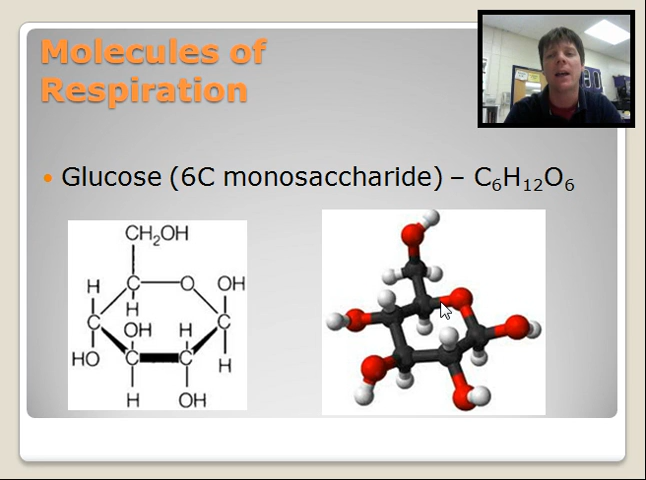 Molecules of
Respiration
• Glucose (6C monosaccharide) – C₆H₁₂O₆
CH₂OH
H C O OH
H
C OH H C
HO C C H
H OH